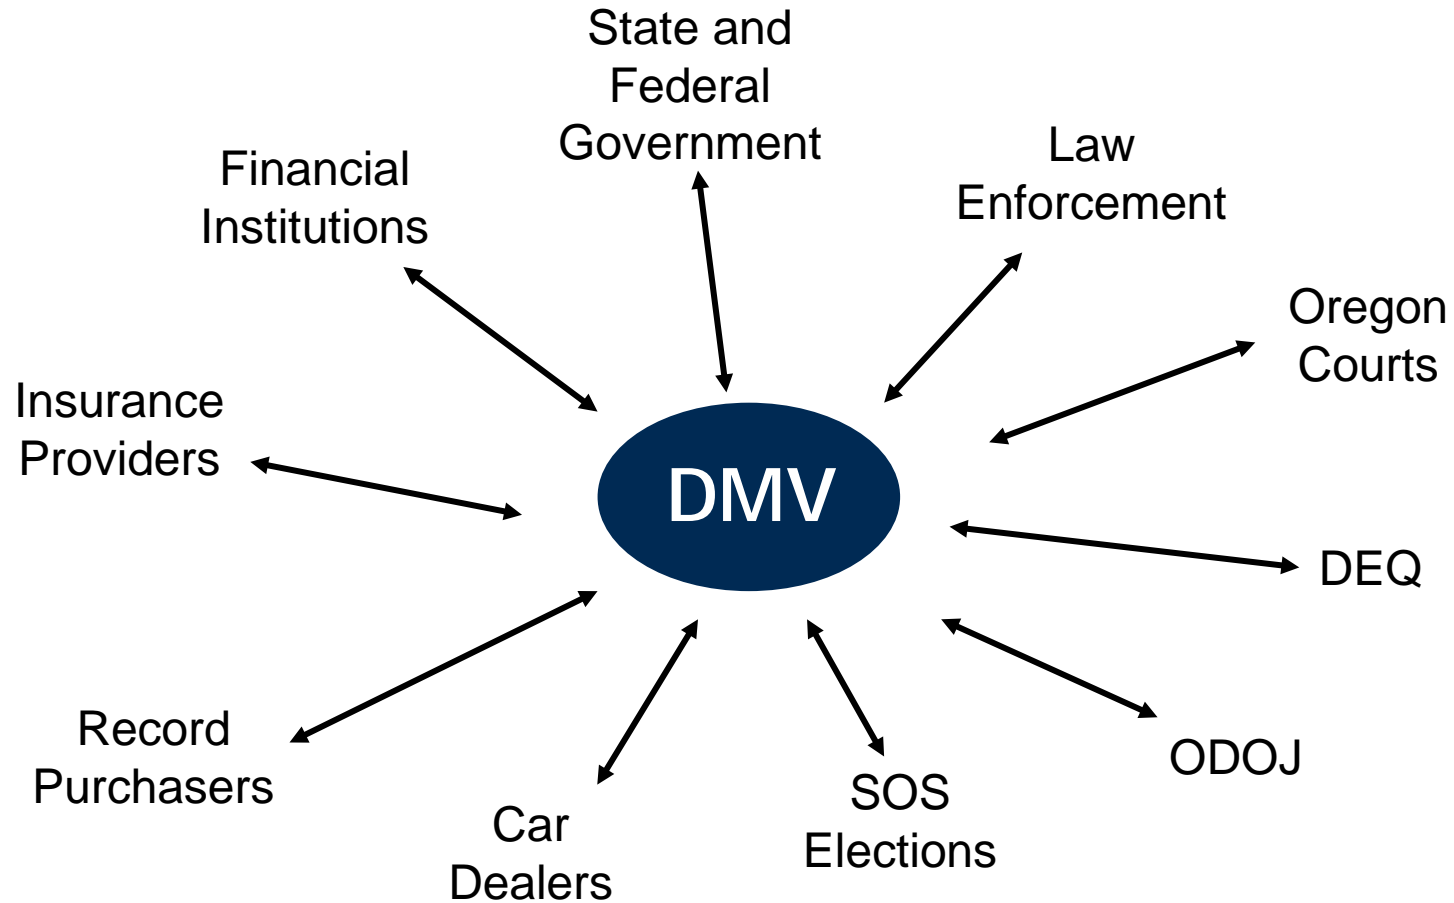 State and
Federal
Government
Law
Enforcement
Financial
Institutions
Oregon
Courts
Insurance
Providers
DMV
DEQ
Record
Purchasers
ODOJ
SOS
Elections
Car
Dealers